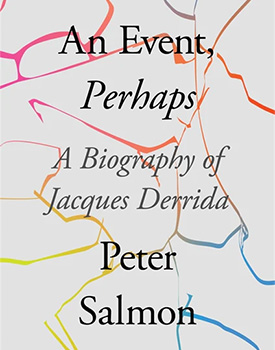 An Event,
Perhaps
A Biography of
Jacques Derrida
Peter
Salmon